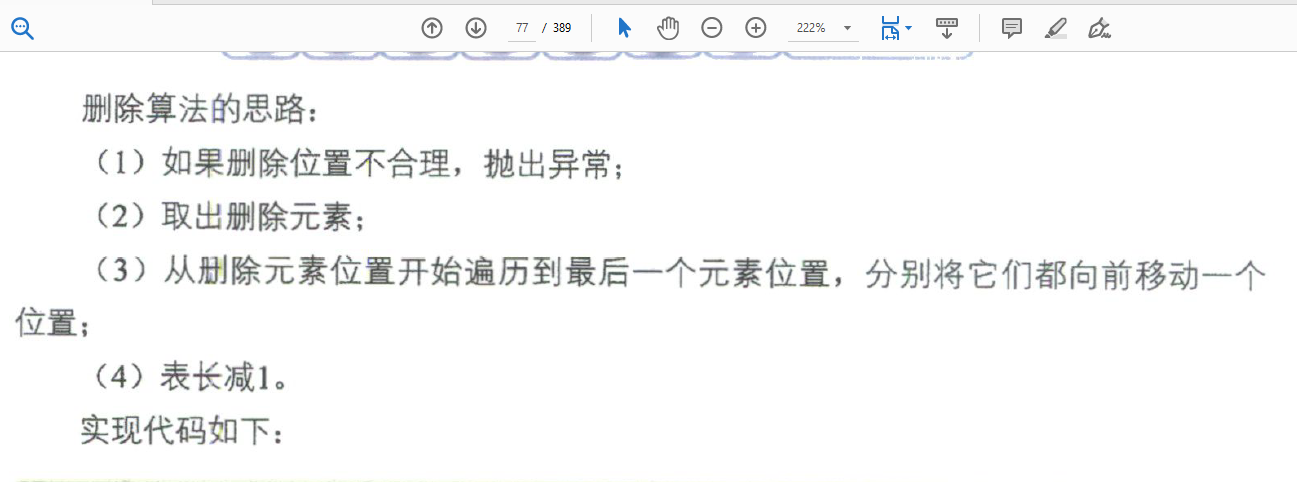 77 / 389 222%
删除算法的思路：
（1）如果删除位置不合理，抛出异常；
（2）取出删除元素；
（3）从删除元素位置开始遍历到最后一个元素位置，分别将它们都向前移动一个
位置；
（4）表长减1。
实现代码如下：